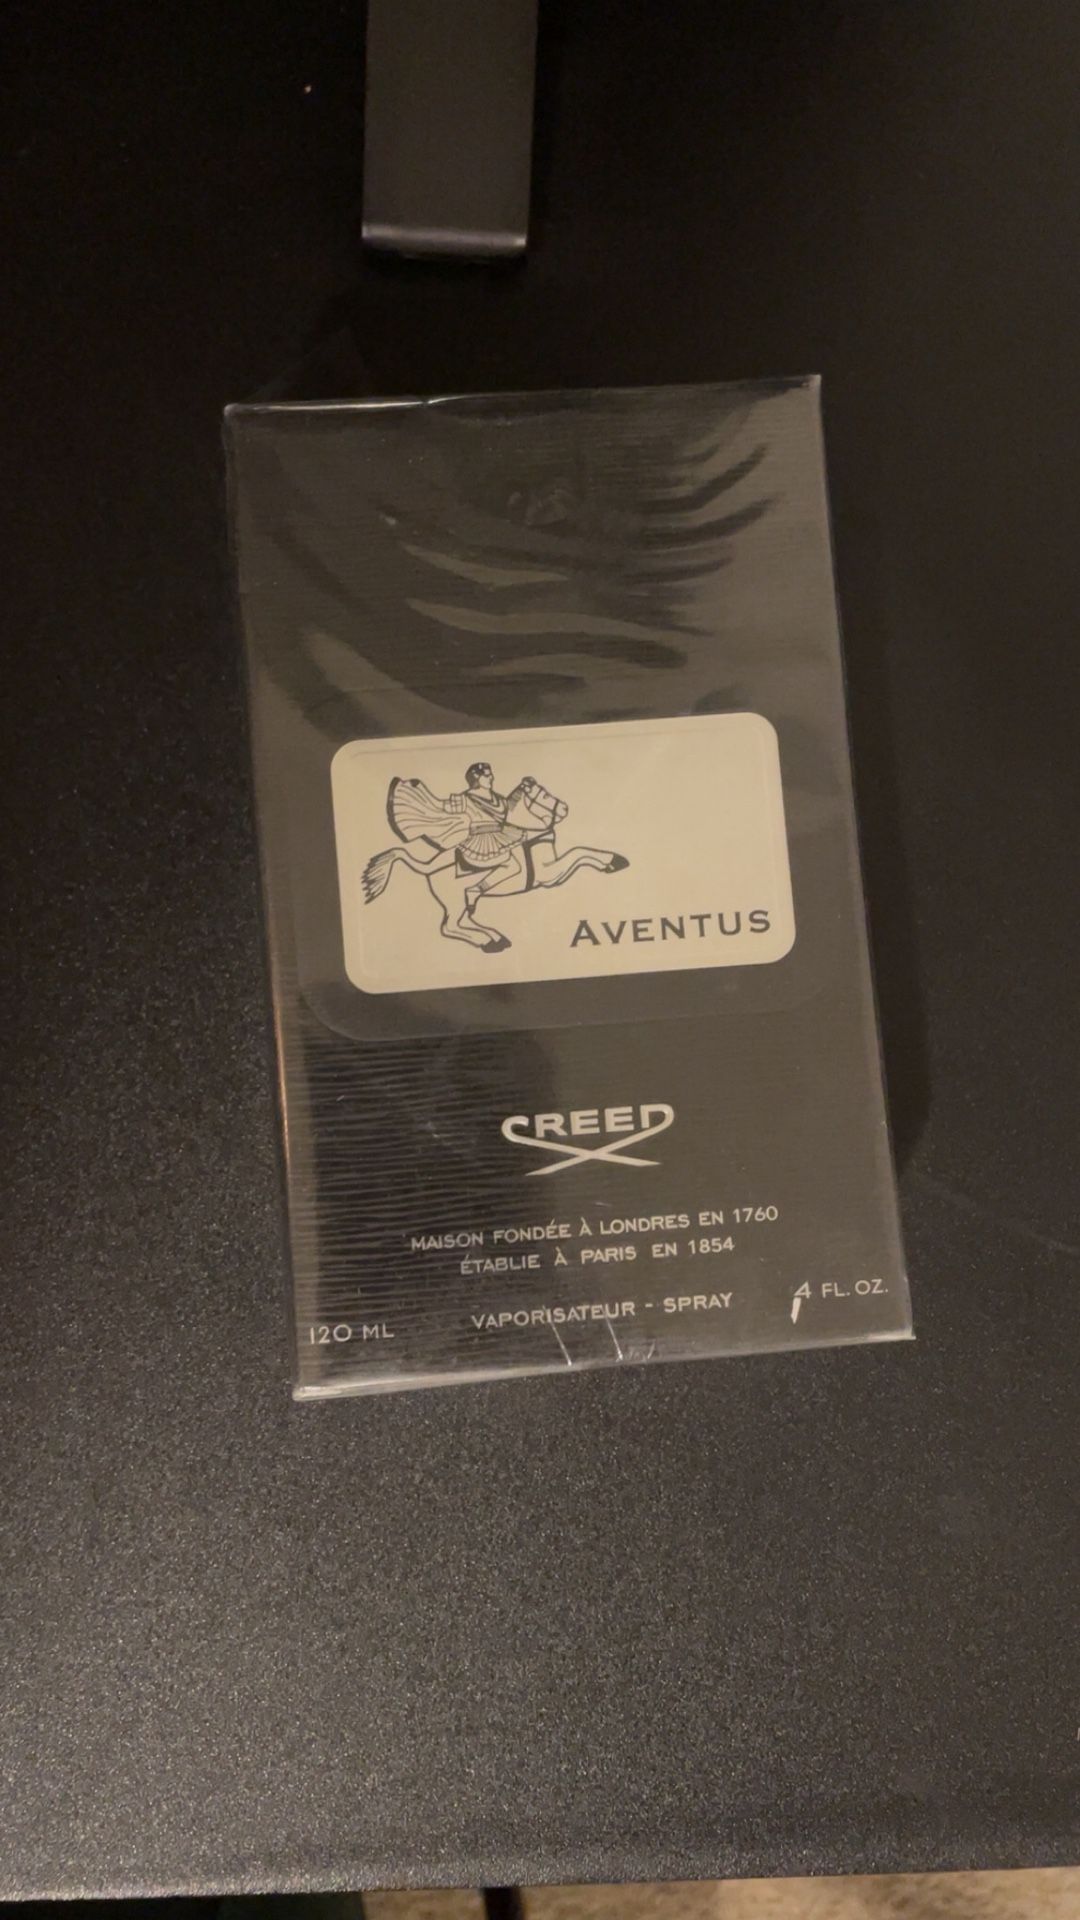 AVENTUS
CREED
MAISON FONDÉE À LONDRES EN 1760
ÉTABLIE À PARIS EN 1854
VAPORISATEUR - SPRAY
120 ML
4 FL. OZ.